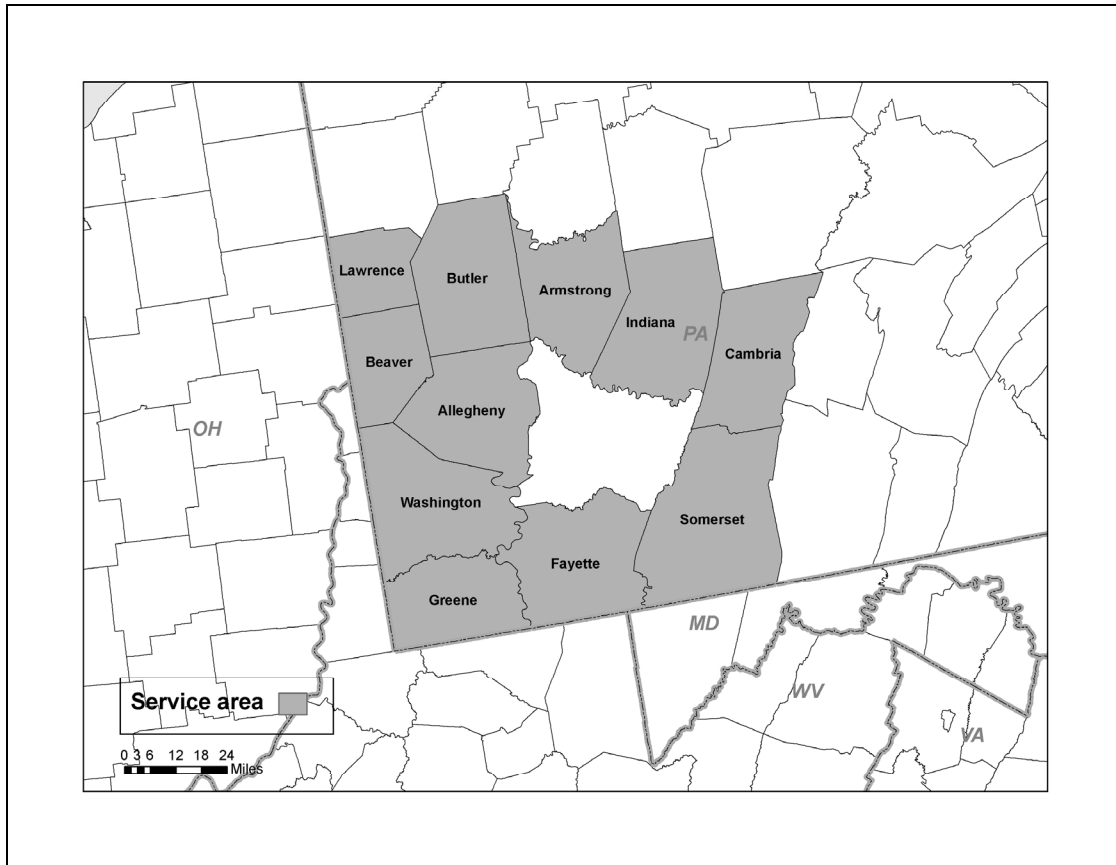 Lawrence
Butler
Armstrong
Indiana
PA
Cambria
Beaver
Allegheny
OH
Washington
Somerset
Fayette
Greene
MD
WV
VA
Service area
0 3 6 12 18 24
Miles